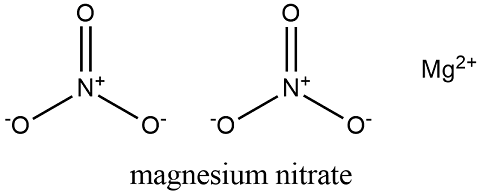 O O
N⁺ N⁺ Mg²⁺
⁻O O⁻ ⁻O O⁻
magnesium nitrate